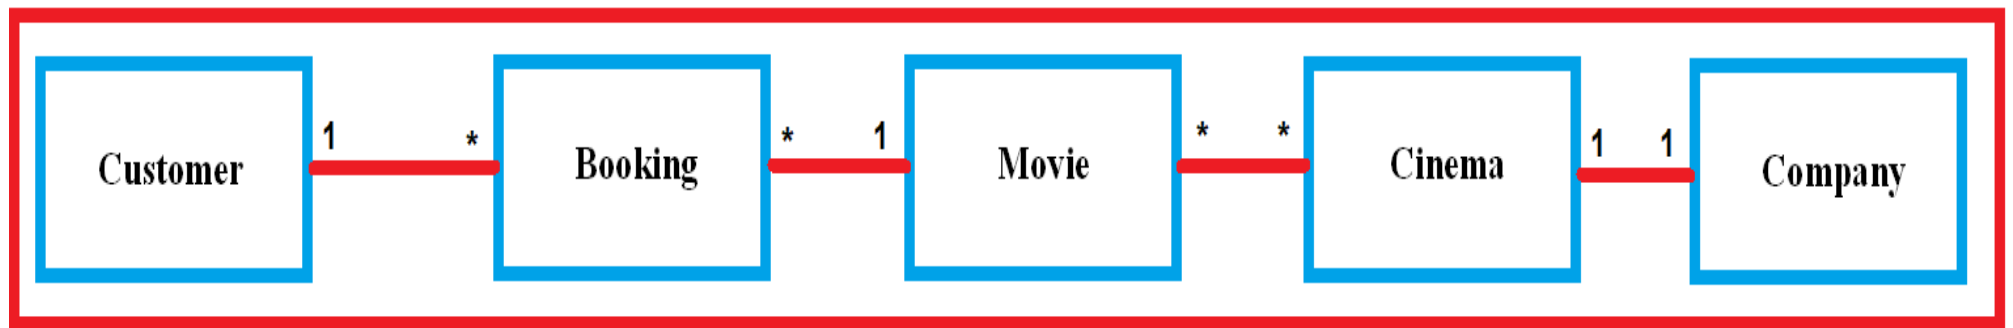 Customer 1 * Booking * 1 Movie * * Cinema 1 1 Company